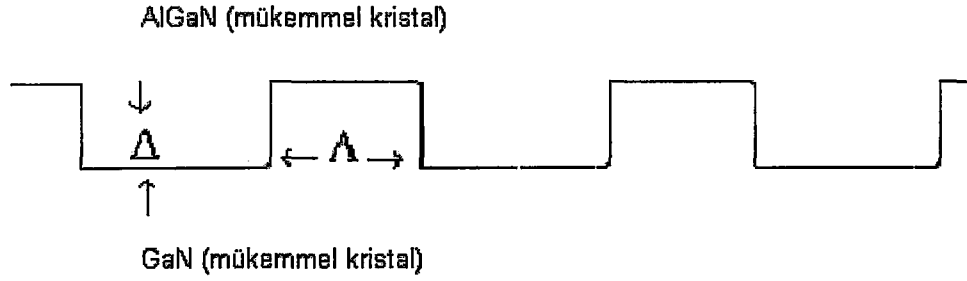 AlGaN (mükemmel kristal)
Δ
Λ
GaN (mükemmel kristal)